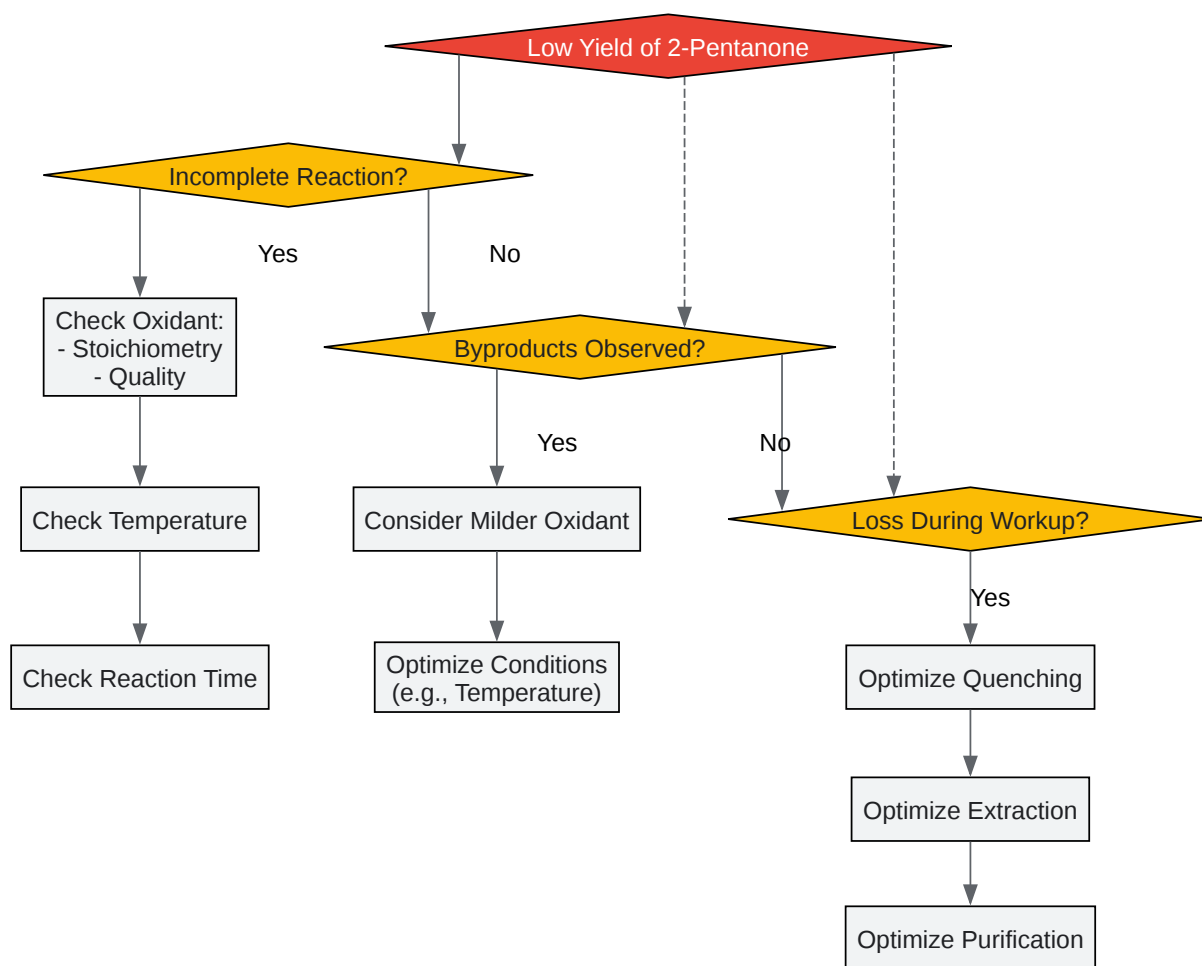 Low Yield of 2-Pentanone
Incomplete Reaction?
Yes
No
Check Oxidant:
- Stoichiometry
- Quality
Byproducts Observed?
Yes
No
Check Temperature
Consider Milder Oxidant
Loss During Workup?
Yes
Check Reaction Time
Optimize Conditions
(e.g., Temperature)
Optimize Quenching
Optimize Extraction
Optimize Purification